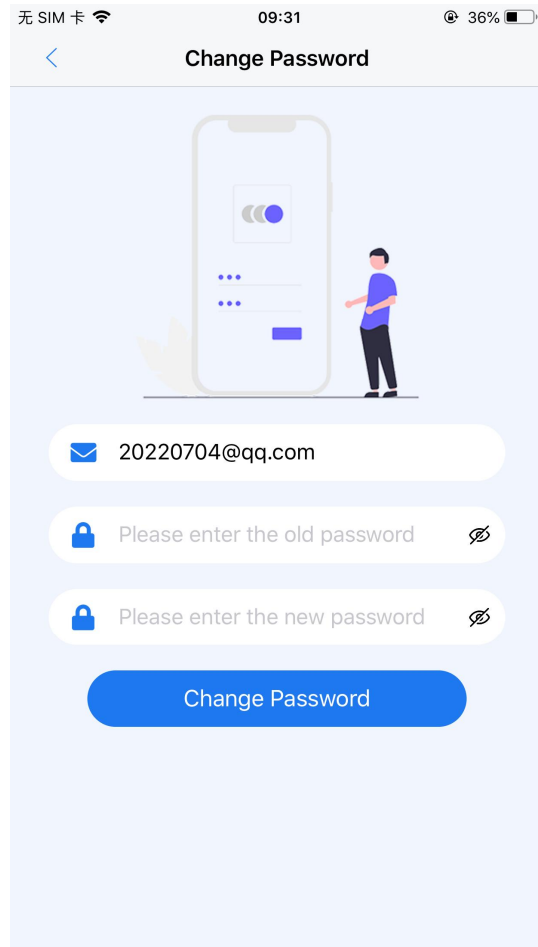 无 SIM 卡 09:31 36%
Change Password
20220704@qq.com
Please enter the old password
Please enter the new password
Change Password